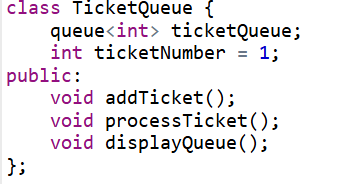 class TicketQueue {
    queue<int> ticketQueue;
    int ticketNumber = 1;
public:
    void addTicket();
    void processTicket();
    void displayQueue();
};